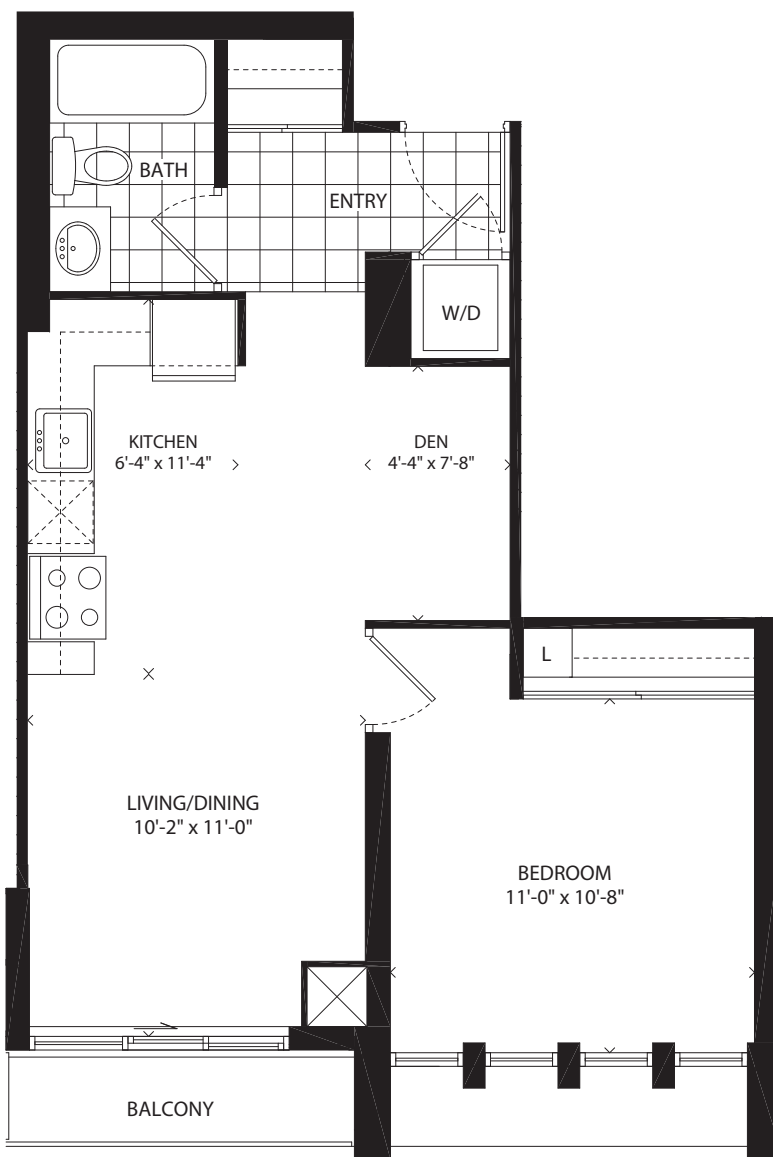 BATH
ENTRY
W/D
KITCHEN
6'-4" x 11'-4"
DEN
4'-4" x 7'-8"
L
LIVING/DINING
10'-2" x 11'-0"
BEDROOM
11'-0" x 10'-8"
BALCONY